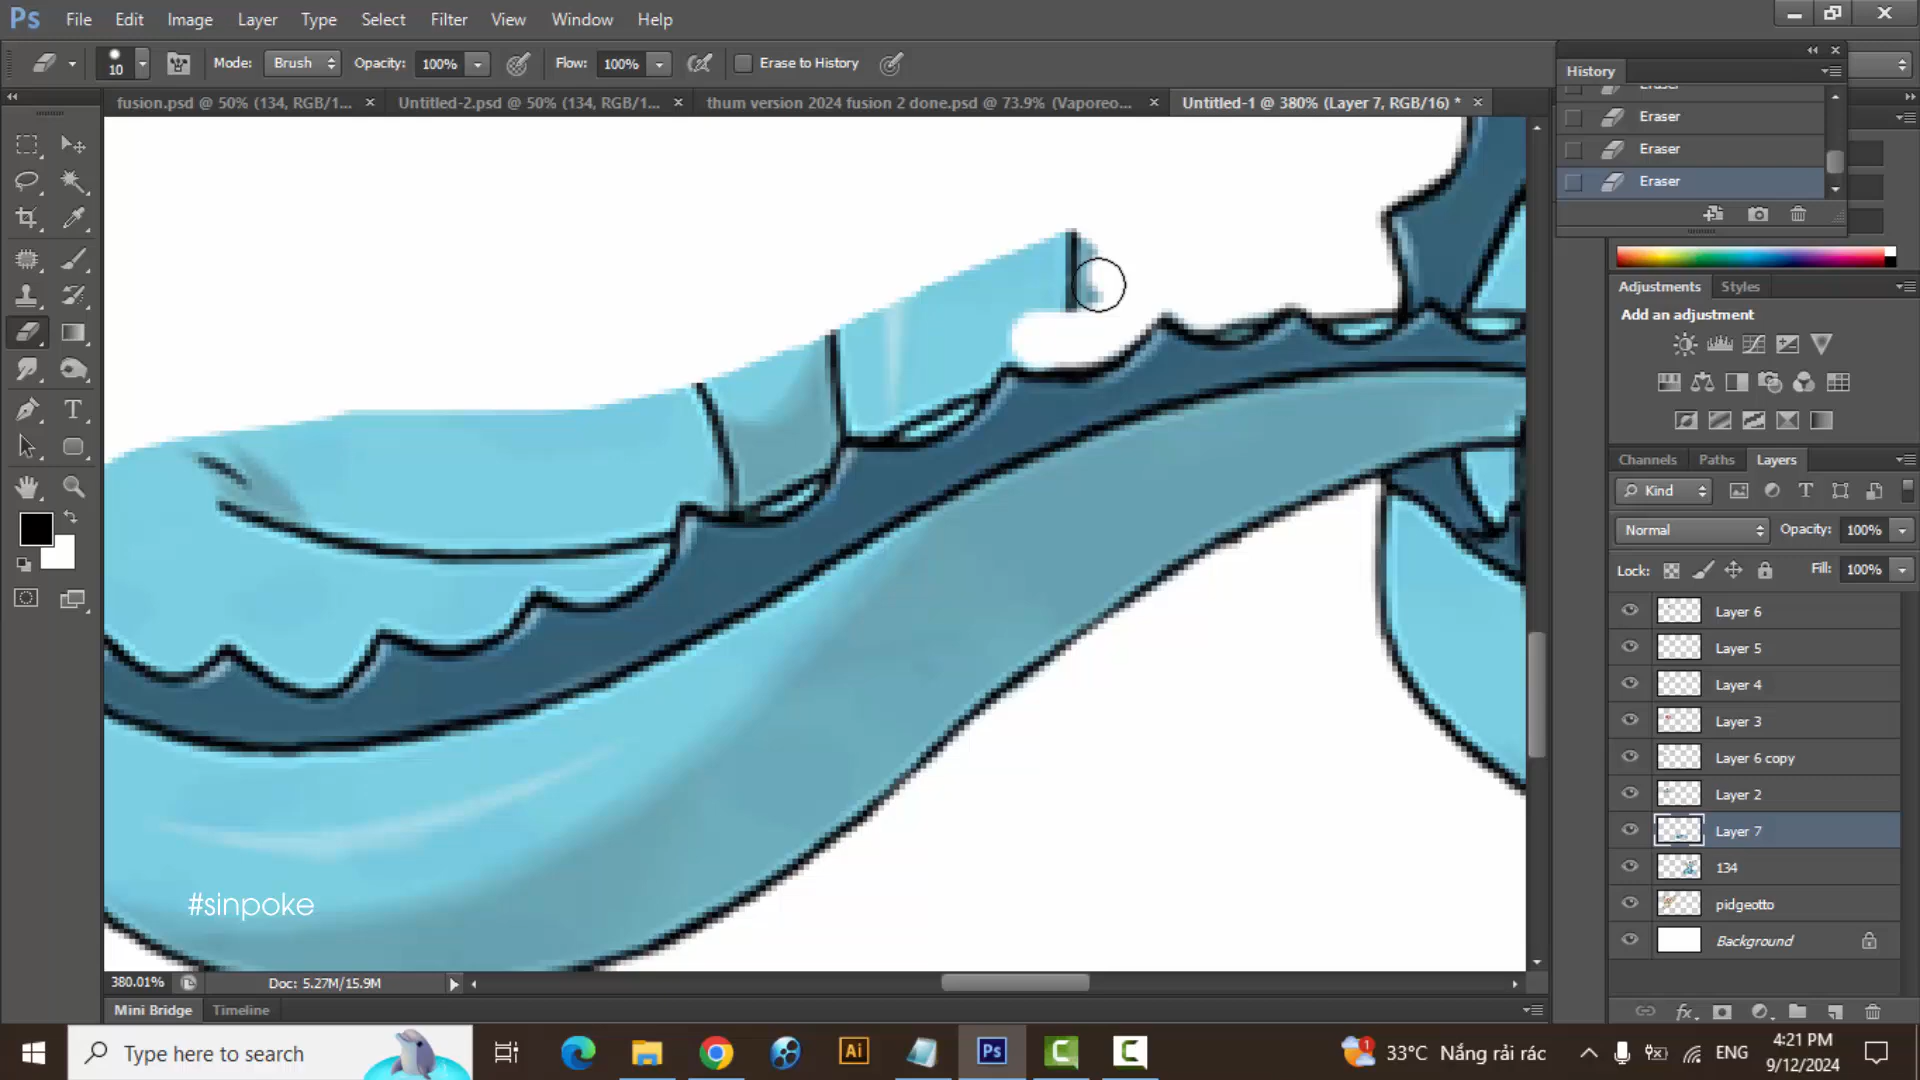 Ps File Edit Image Layer Type Select Filter View Window Help
10 Mode: Brush Opacity: 100% Flow: 100% Erase to History
fusion.psd @ 50% (134, RGB/1... Untitled-2.psd @ 50% (134, RGB/1... thum version 2024 fusion 2 done.psd @ 73.9% (Vaporeo... Untitled-1 @ 380% (Layer 7, RGB/16) *
History
Eraser
Eraser
Eraser
Adjustments Styles
Add an adjustment
Channels Paths Layers
Kind
Normal Opacity: 100%
Lock: Fill: 100%
Layer 6
Layer 5
Layer 4
Layer 3
Layer 6 copy
Layer 2
Layer 7
134
pidgeotto
Background
#sinpoke
380.01% Doc: 5.27M/15.9M
Mini Bridge Timeline
Type here to search
Ai Ps
1 33°C Nắng rải rác ENG
4:21 PM
9/12/2024